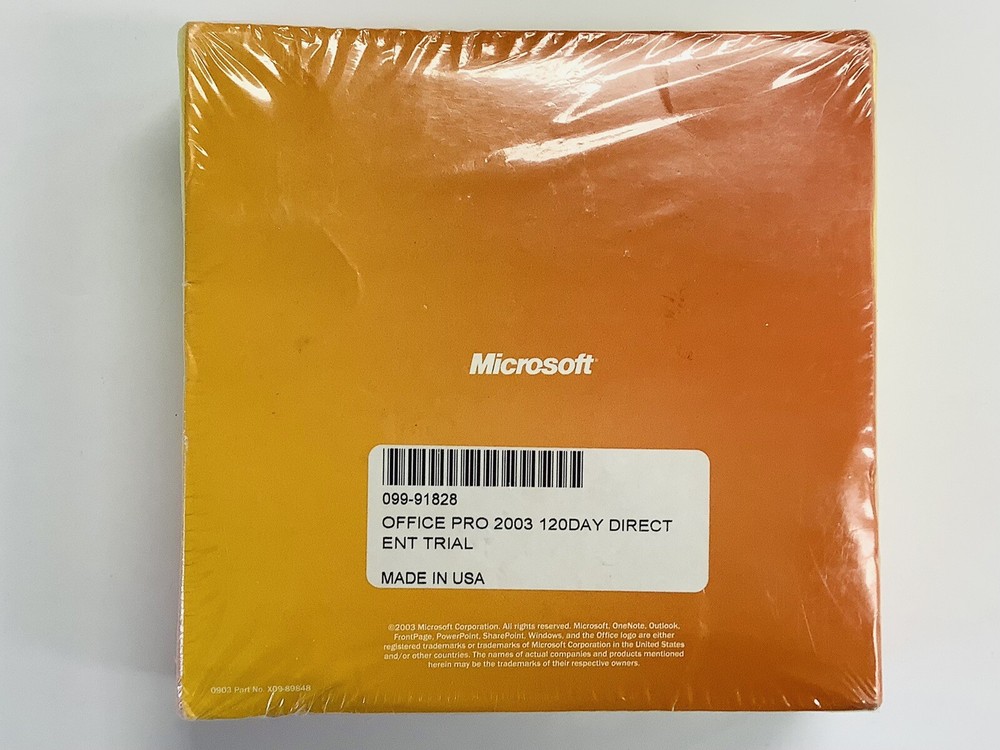 Microsoft
099-91828
OFFICE PRO 2003 120DAY DIRECT
ENT TRIAL
MADE IN USA
©2003 Microsoft Corporation. All rights reserved. Microsoft, OneNote, Outlook,
FrontPage, PowerPoint, SharePoint, Windows, and the Office logo are either
registered trademarks or trademarks of Microsoft Corporation in the United States
and/or other countries. The names of actual companies and products mentioned
herein may be the trademarks of their respective owners.
0903 Part No. X09-89848